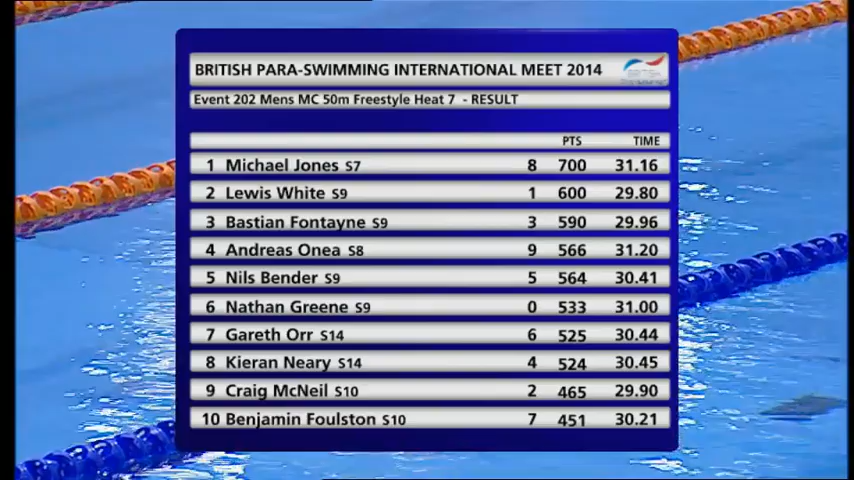 BRITISH PARA-SWIMMING INTERNATIONAL MEET 2014
Event 202 Mens MC 50m Freestyle Heat 7 - RESULT
PTS TIME
1 Michael Jones S7 8 700 31.16
2 Lewis White S9 1 600 29.80
3 Bastian Fontayne S9 3 590 29.96
4 Andreas Onea S8 9 566 31.20
5 Nils Bender S9 5 564 30.41
6 Nathan Greene S9 0 533 31.00
7 Gareth Orr S14 6 525 30.44
8 Kieran Neary S14 4 524 30.45
9 Craig McNeil S10 2 465 29.90
10 Benjamin Foulston S10 7 451 30.21